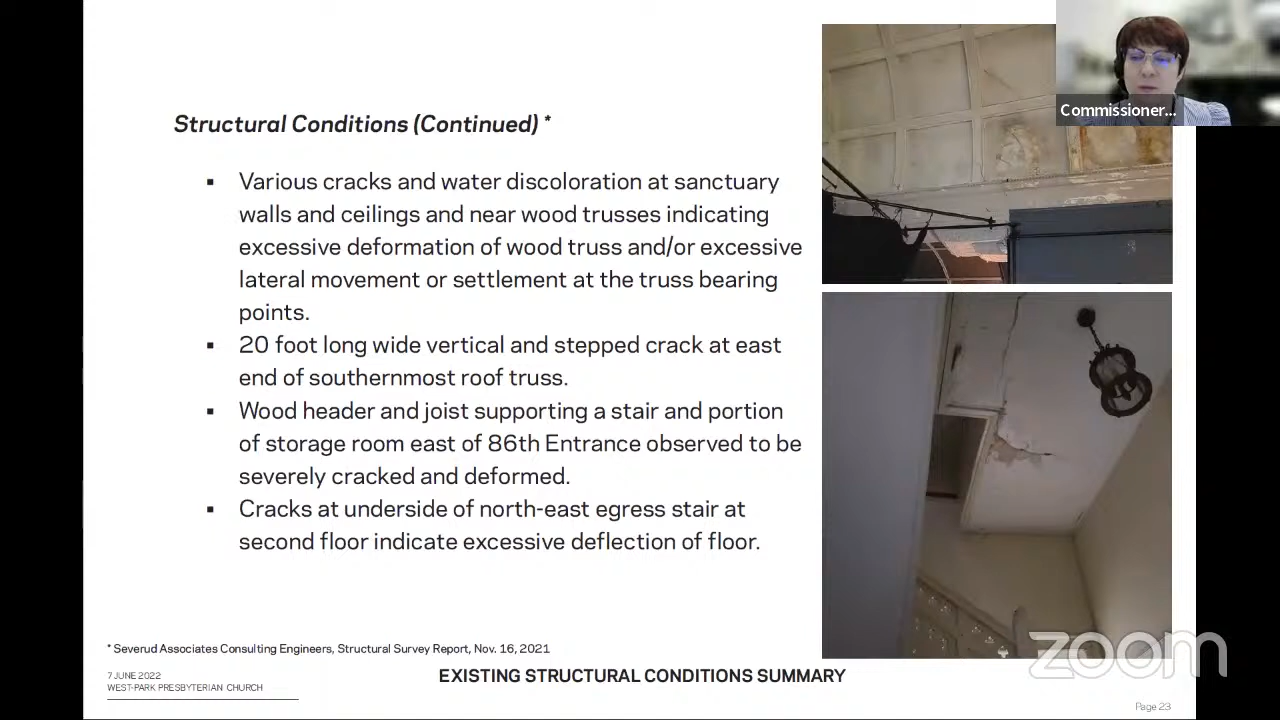 Commissioner...
Structural Conditions (Continued) *
▪ Various cracks and water discoloration at sanctuary
walls and ceilings and near wood trusses indicating
excessive deformation of wood truss and/or excessive
lateral movement or settlement at the truss bearing
points.
▪ 20 foot long wide vertical and stepped crack at east
end of southernmost roof truss.
▪ Wood header and joist supporting a stair and portion
of storage room east of 86th Entrance observed to be
severely cracked and deformed.
▪ Cracks at underside of north-east egress stair at
second floor indicate excessive deflection of floor.
* Severud Associates Consulting Engineers, Structural Survey Report, Nov. 16, 2021
7 JUNE 2022
WEST-PARK PRESBYTERIAN CHURCH
EXISTING STRUCTURAL CONDITIONS SUMMARY
zoom
Page 23